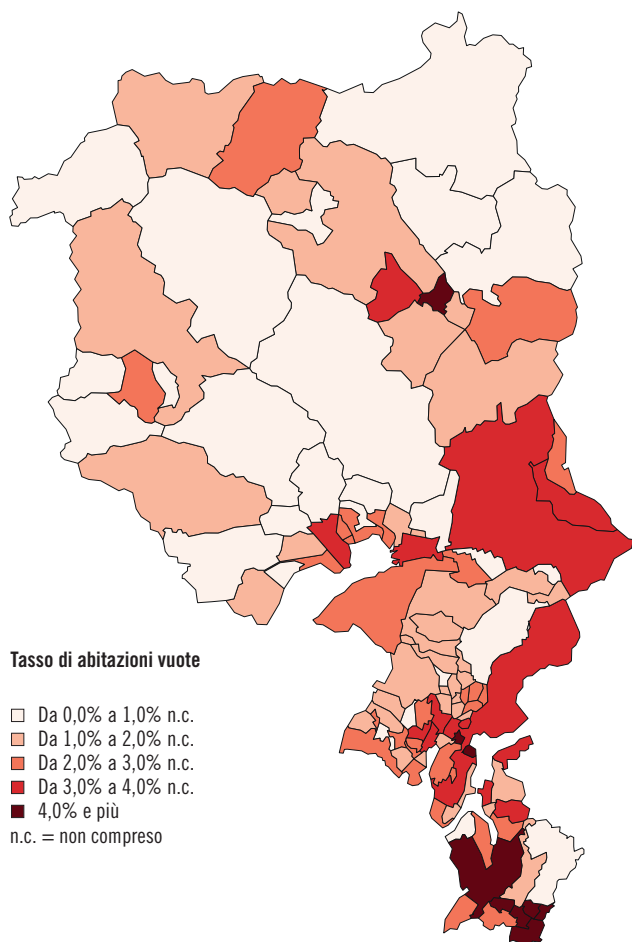 Tasso di abitazioni vuote
Da 0,0% a 1,0% n.c.
Da 1,0% a 2,0% n.c.
Da 2,0% a 3,0% n.c.
Da 3,0% a 4,0% n.c.
4,0% e più
n.c. = non compreso